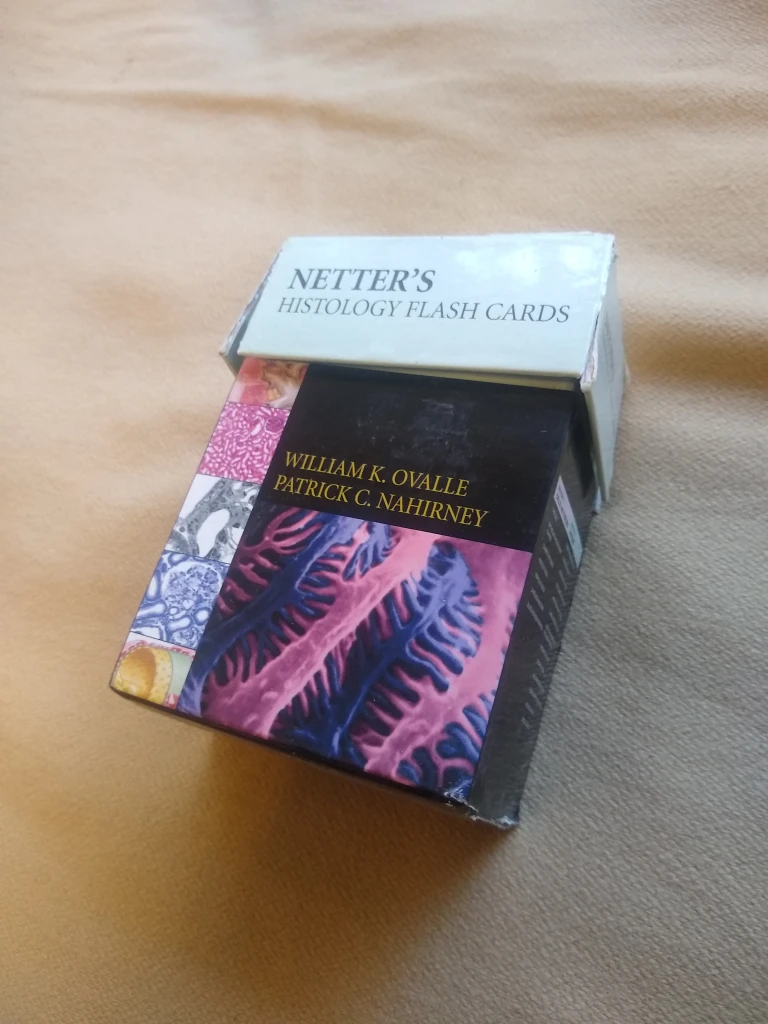 NETTER'S
HISTOLOGY FLASH CARDS
WILLIAM K. OVALLE
PATRICK C. NAHIRNEY